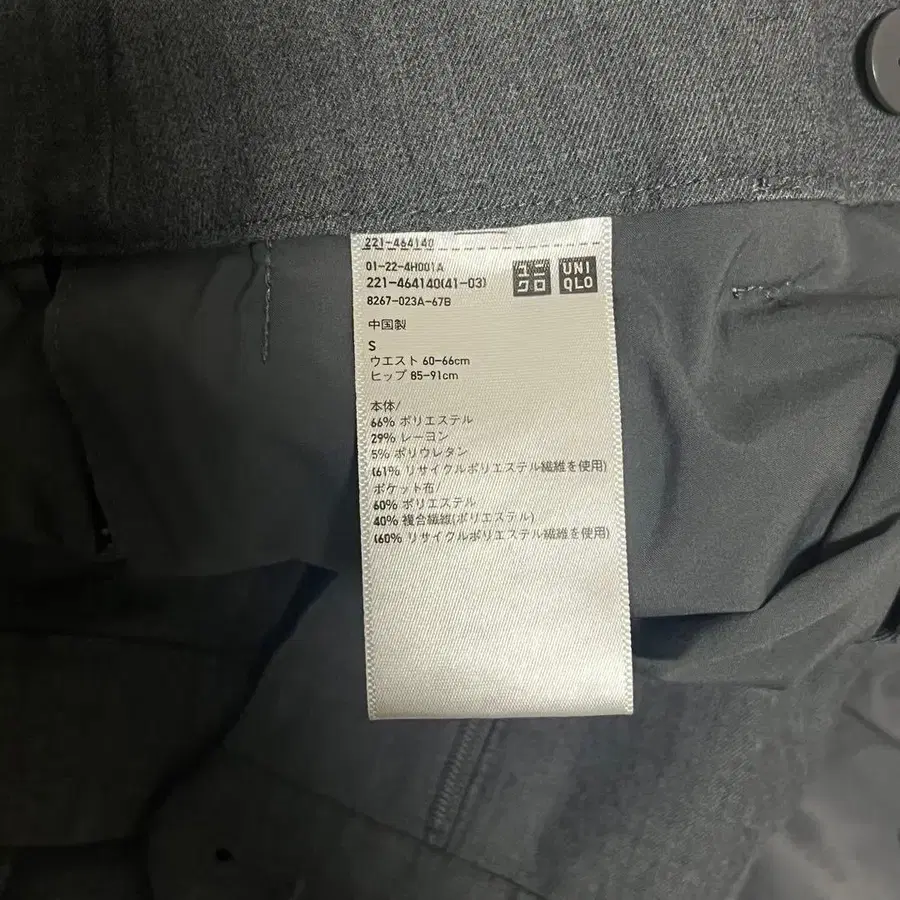 221-464140
01-22-4H001A
221-464140(41-03)
8267-023A-67B
ユニ
クロ
UNI
QLO
中国製
S
ウエスト 60-66cm
ヒップ 85-91cm
本体/
66% ポリエステル
29% レーヨン
5% ポリウレタン
(61% リサイクルポリエステル繊維を使用)
ポケット布/
60% ポリエステル
40% 複合繊維(ポリエステル)
(60% リサイクルポリエステル繊維を使用)